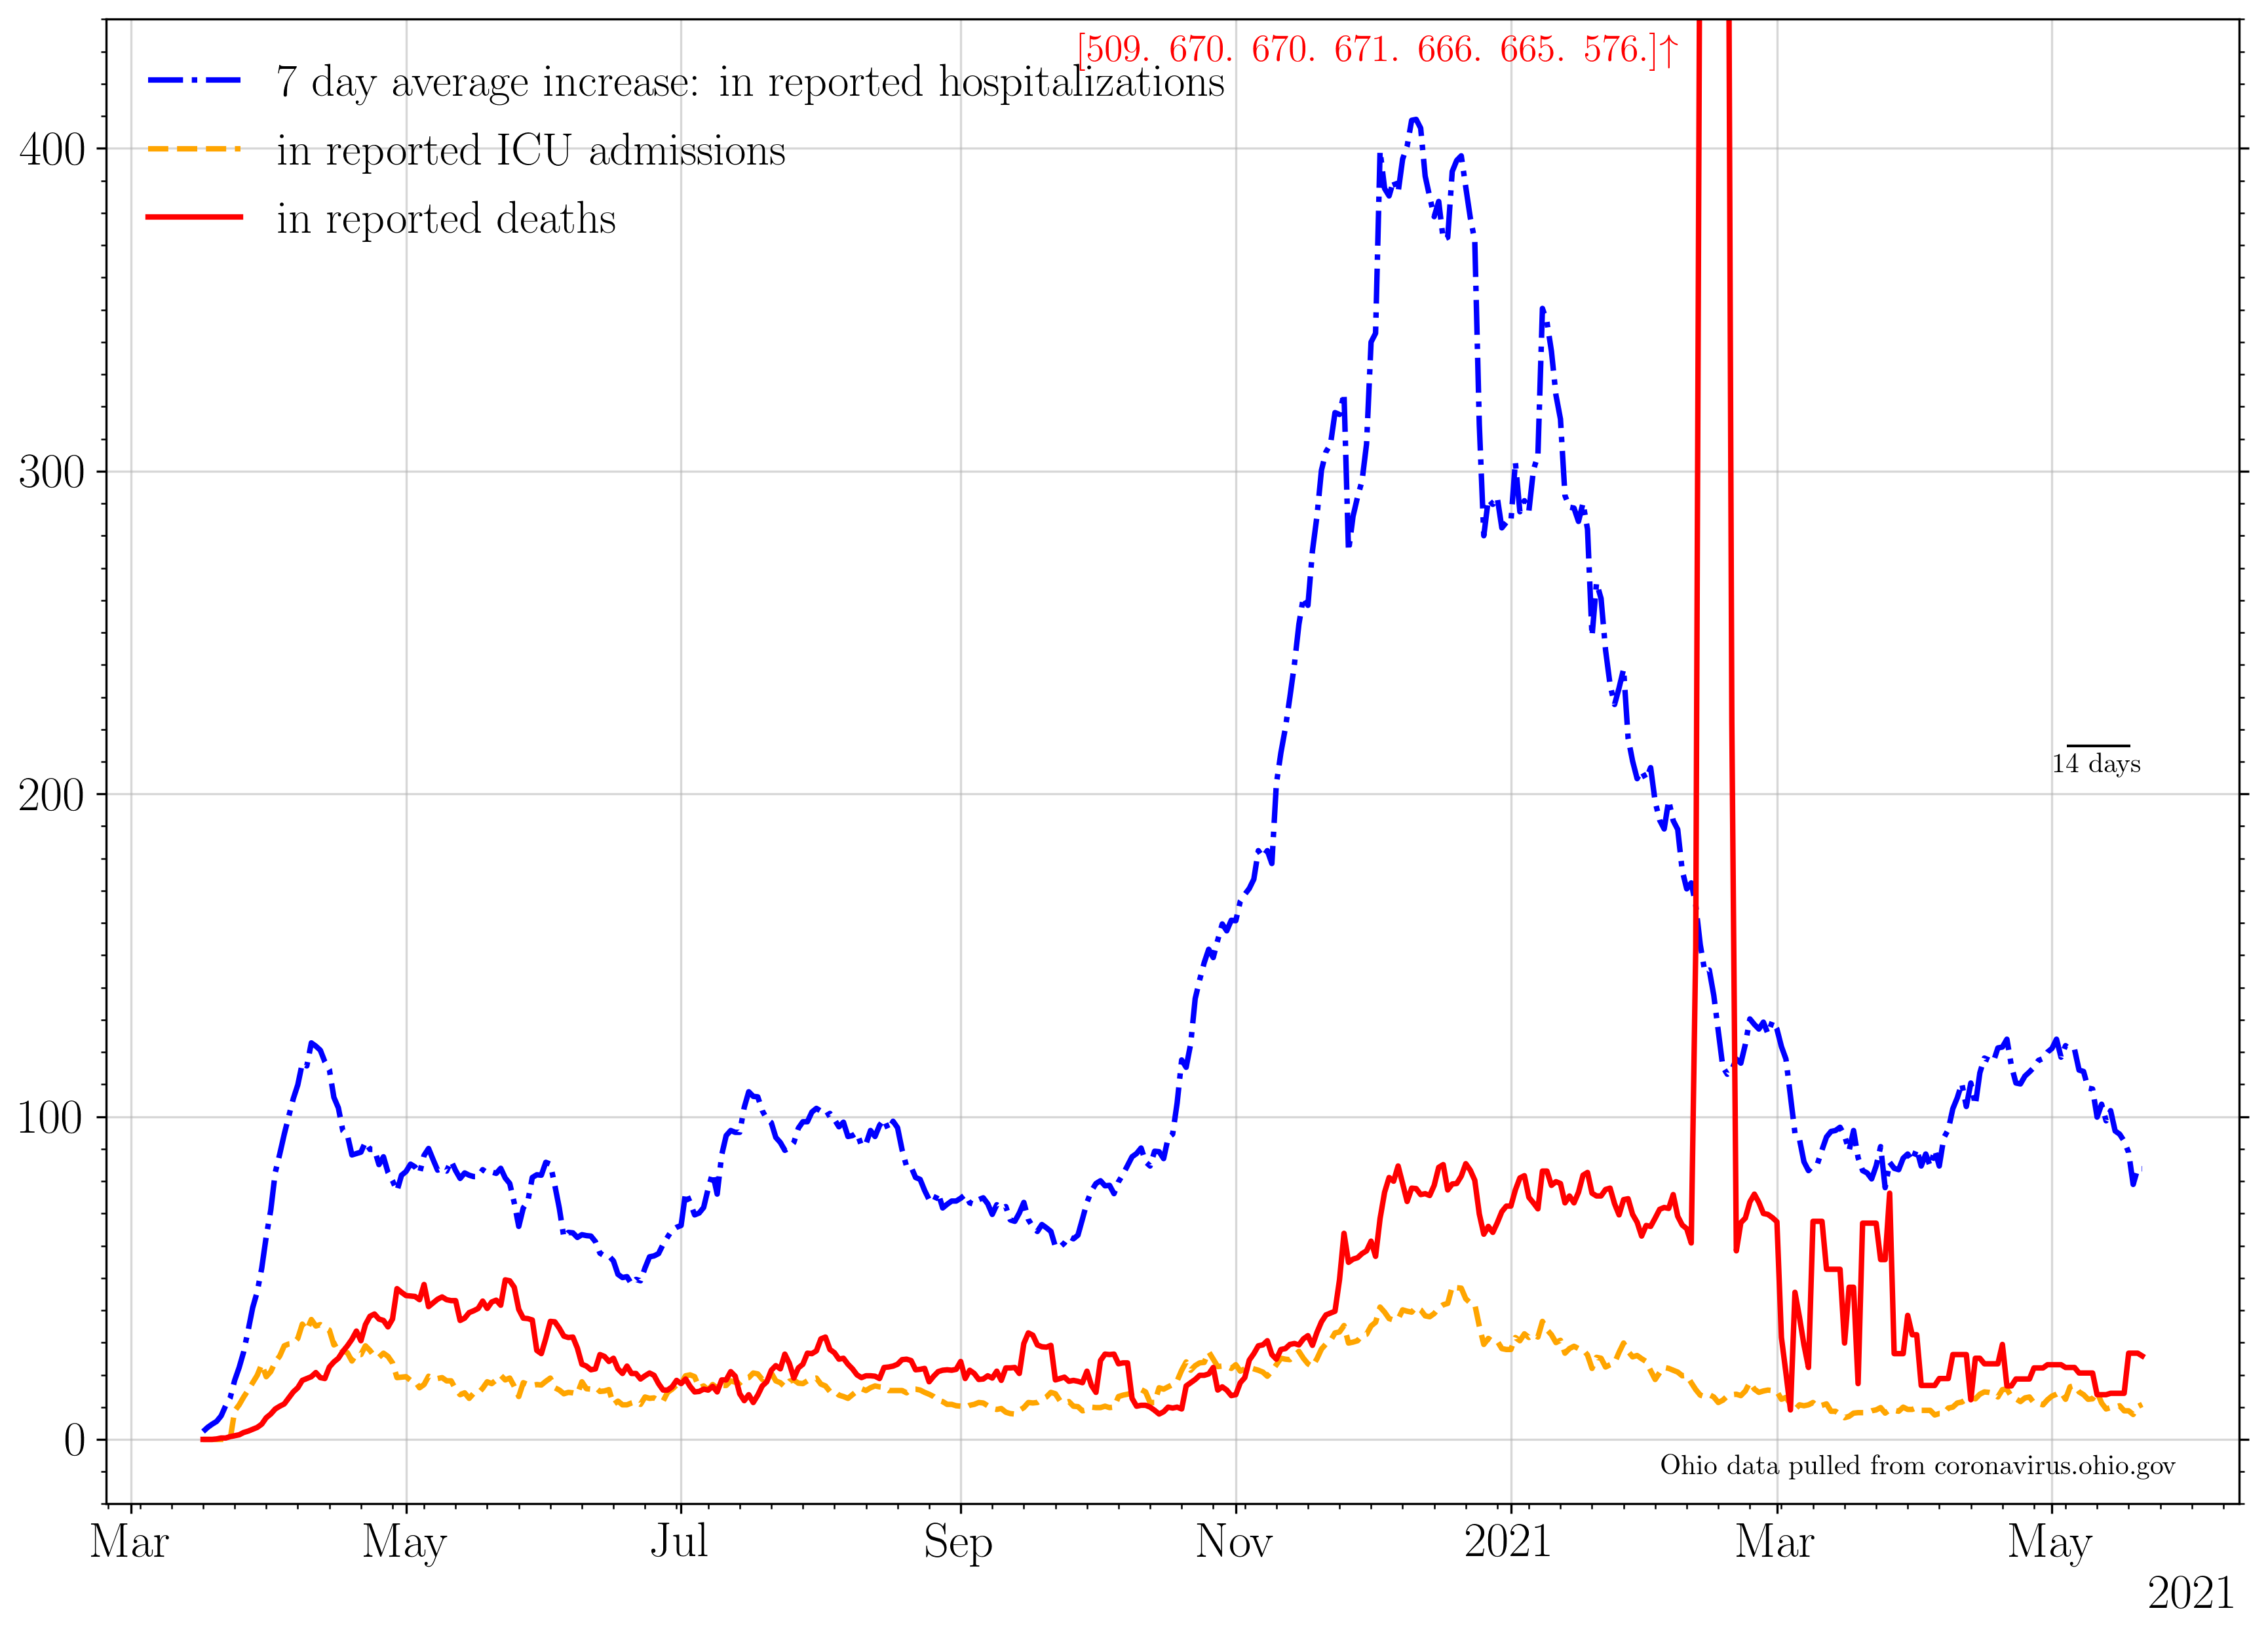 [509. 670. 670. 671. 666. 665. 576.]↑
7 day average increase: in reported hospitalizations
in reported ICU admissions
in reported deaths
400
300
200
100
0
14 days
Ohio data pulled from coronavirus.ohio.gov
Mar May Jul Sep Nov 2021 Mar May
2021